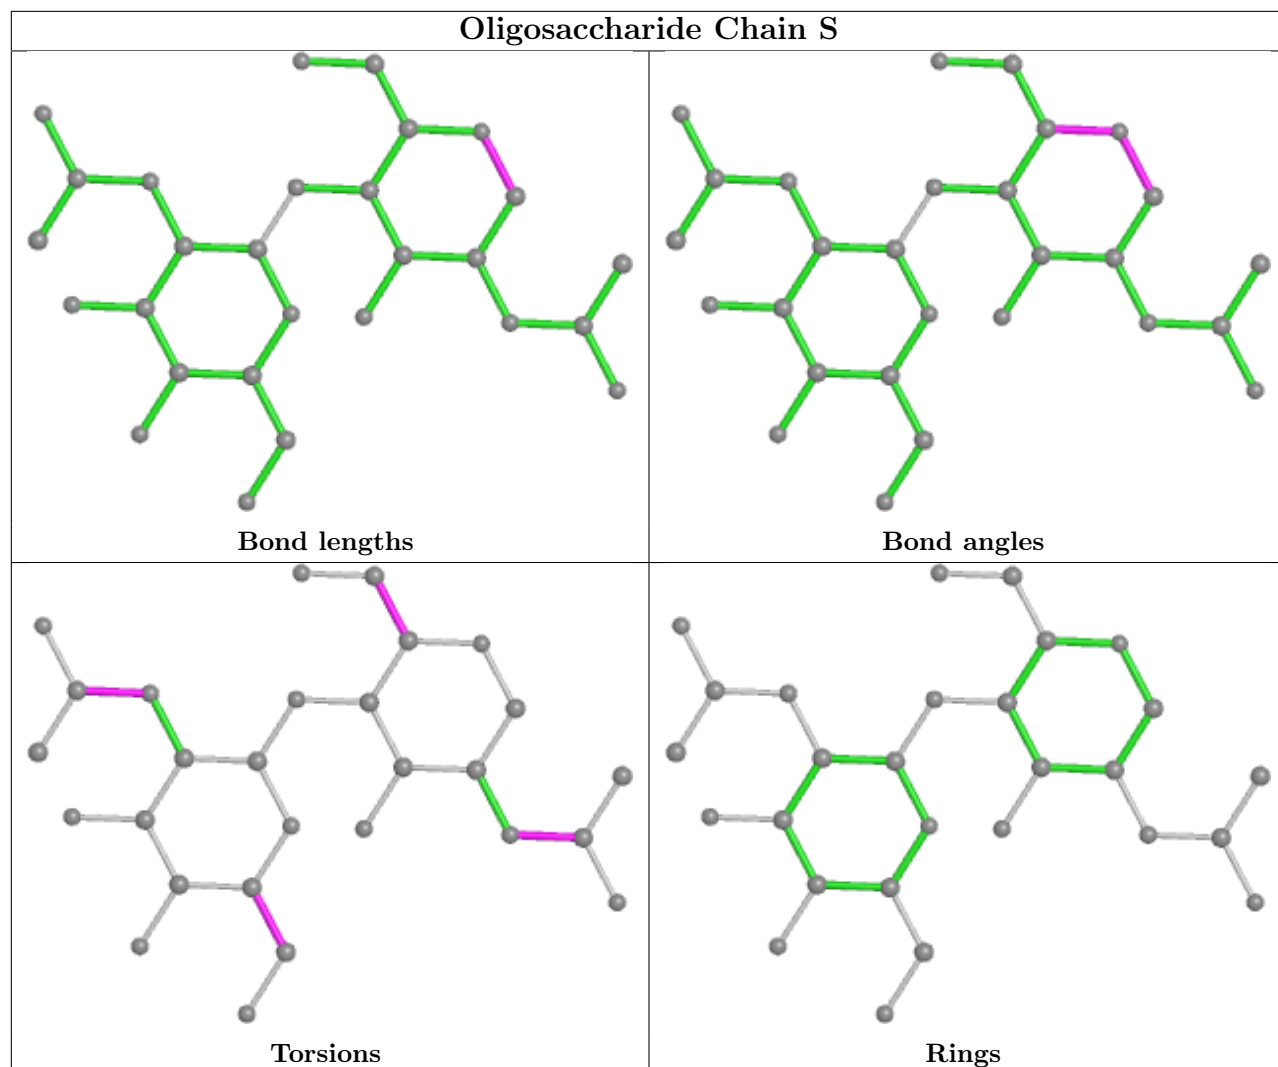 Oligosaccharide Chain S
Bond lengths
Bond angles
Torsions
Rings